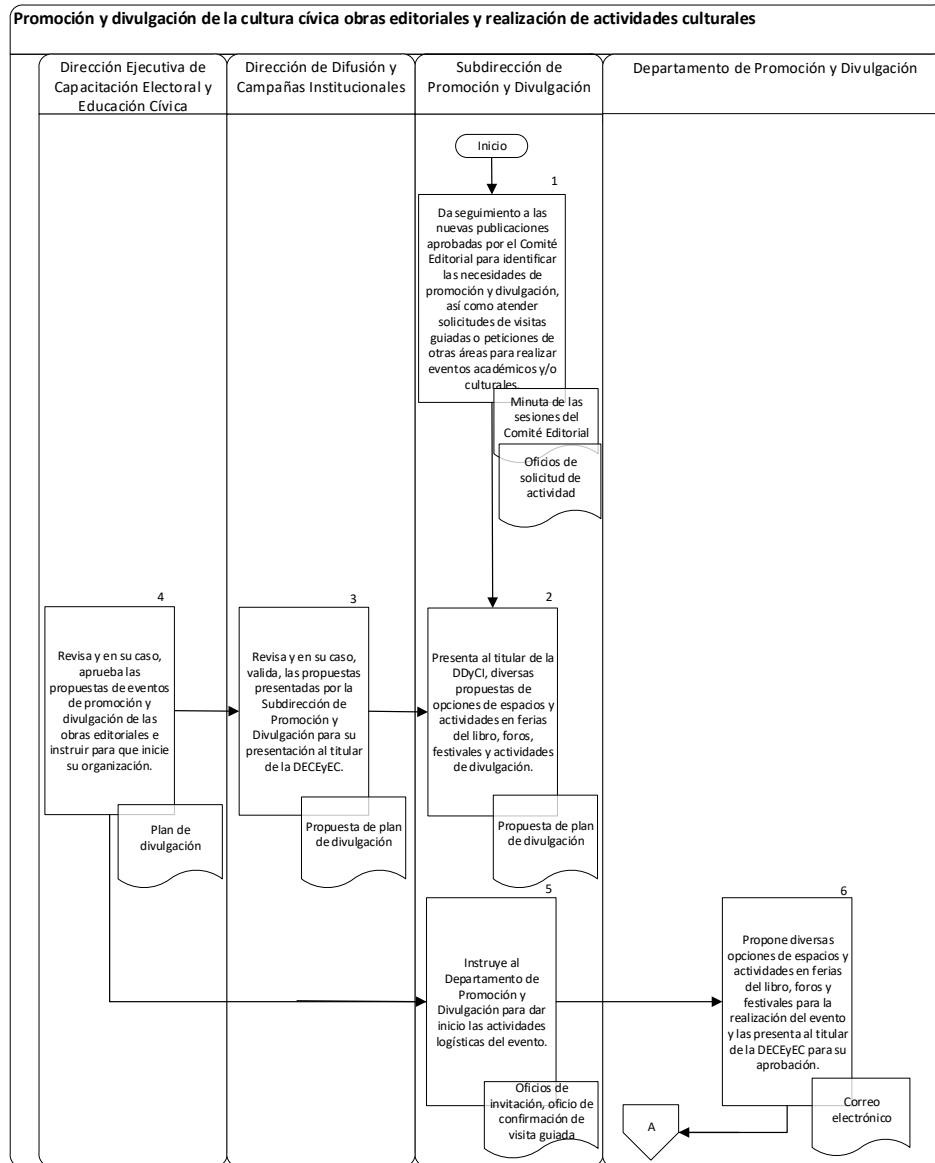 Promoción y divulgación de la cultura cívica obras editoriales y realización de actividades culturales
Dirección Ejecutiva de
Capacitación Electoral y
Educación Cívica
Dirección de Difusión y
Campañas Institucionales
Subdirección de
Promoción y Divulgación
Departamento de Promoción y Divulgación
Inicio
1
Da seguimiento a las
nuevas publicaciones
aprobadas por el Comité
Editorial para identificar
las necesidades de
promoción y divulgación,
así como atender
solicitudes de visitas
guiadas o peticiones de
otras áreas para realizar
eventos académicos y/o
culturales.
Minuta de las
sesiones del
Comité Editorial
Oficios de
solicitud de
actividad
4
Revisa y en su caso,
aprueba las
propuestas de eventos
de promoción y
divulgación de las
obras editoriales e
instruir para que inicie
su organización.
Plan de
divulgación
3
Revisa y en su caso,
valida, las propuestas
presentadas por la
Subdirección de
Promoción y
Divulgación para su
presentación al titular
de la DECEyEC.
Propuesta de plan
de divulgación
2
Presenta al titular de la
DDyCI, diversas
propuestas de
opciones de espacios y
actividades en ferias
del libro, foros,
festivales y actividades
de divulgación.
Propuesta de plan
de divulgación
5
Instruye al
Departamento de
Promoción y
Divulgación para dar
inicio las actividades
logísticas del evento.
Oficios de
invitación, oficio de
confirmación de
visita guiada
6
Propone diversas
opciones de espacios y
actividades en ferias
del libro, foros y
festivales para la
realización del evento
y las presenta al titular
de la DECEyEC para su
aprobación.
Correo
electrónico
A